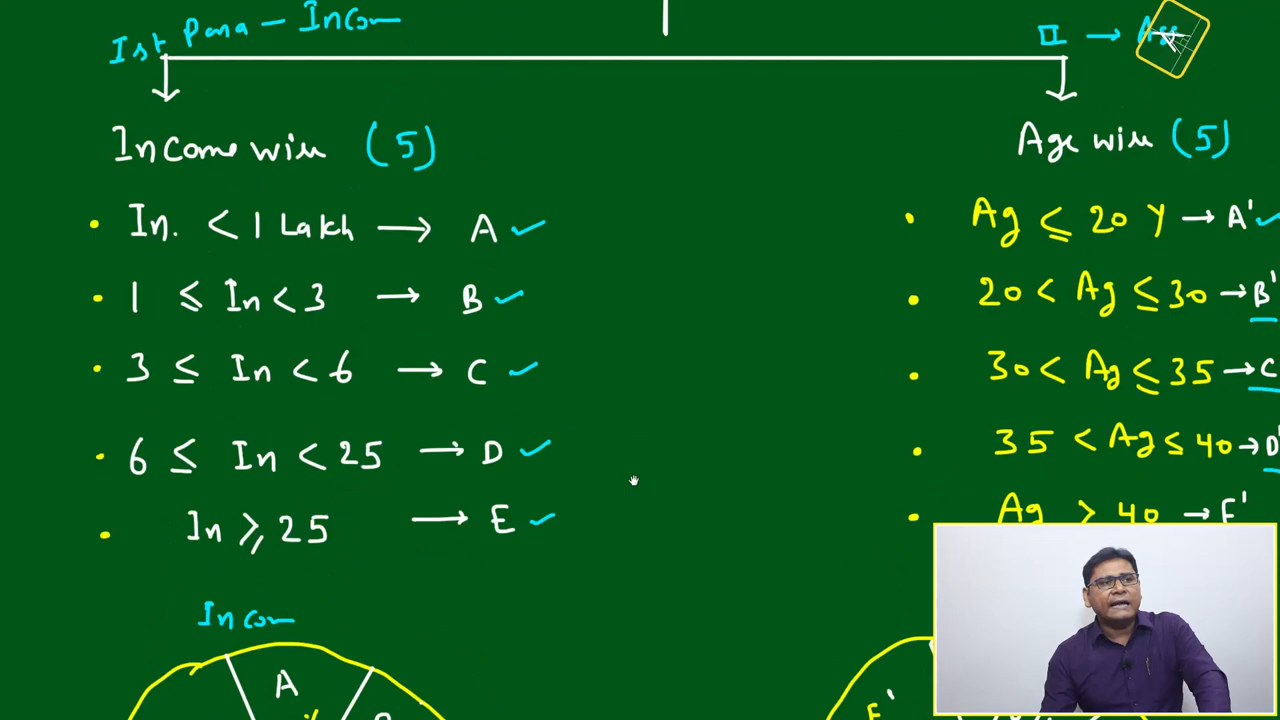 Ist Para - Incom
II → Age
Income wise (5)
Age wise (5)
• In. < 1 Lakh → A ✓
• Ag ≤ 20 Y → A' ✓
• 1 ≤ In < 3 → B ✓
• 20 < Ag ≤ 30 → B'
• 3 ≤ In < 6 → C ✓
• 30 < Ag ≤ 35 → C
• 6 ≤ In < 25 → D ✓
• 35 < Ag ≤ 40 → D'
• In ≥ 25 → E ✓
• Ag > 40 → E'
Incom
A
E'